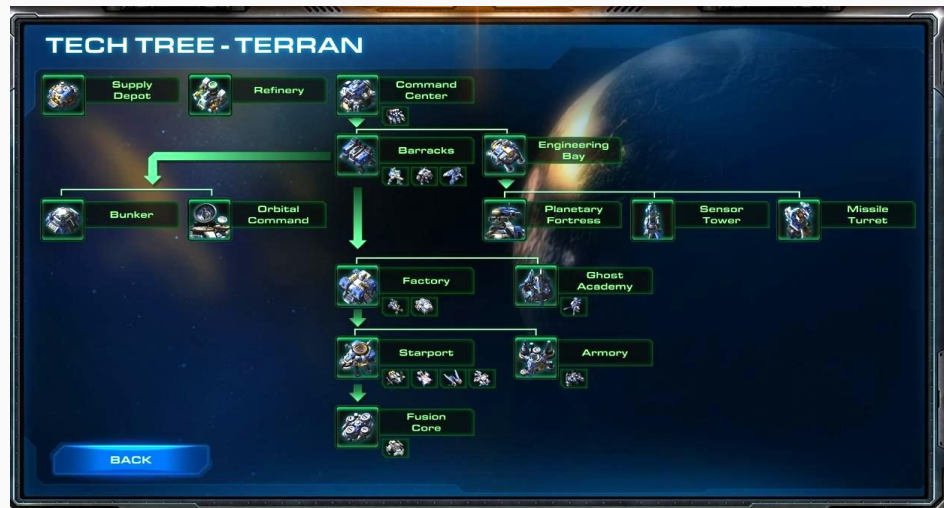 TECH TREE - TERRAN
Supply
Depot
Refinery
Command
Center
Barracks
Engineering
Bay
Bunker
Orbital
Command
Planetary
Fortress
Sensor
Tower
Missile
Turret
Factory
Ghost
Academy
Starport
Armory
Fusion
Core
BACK